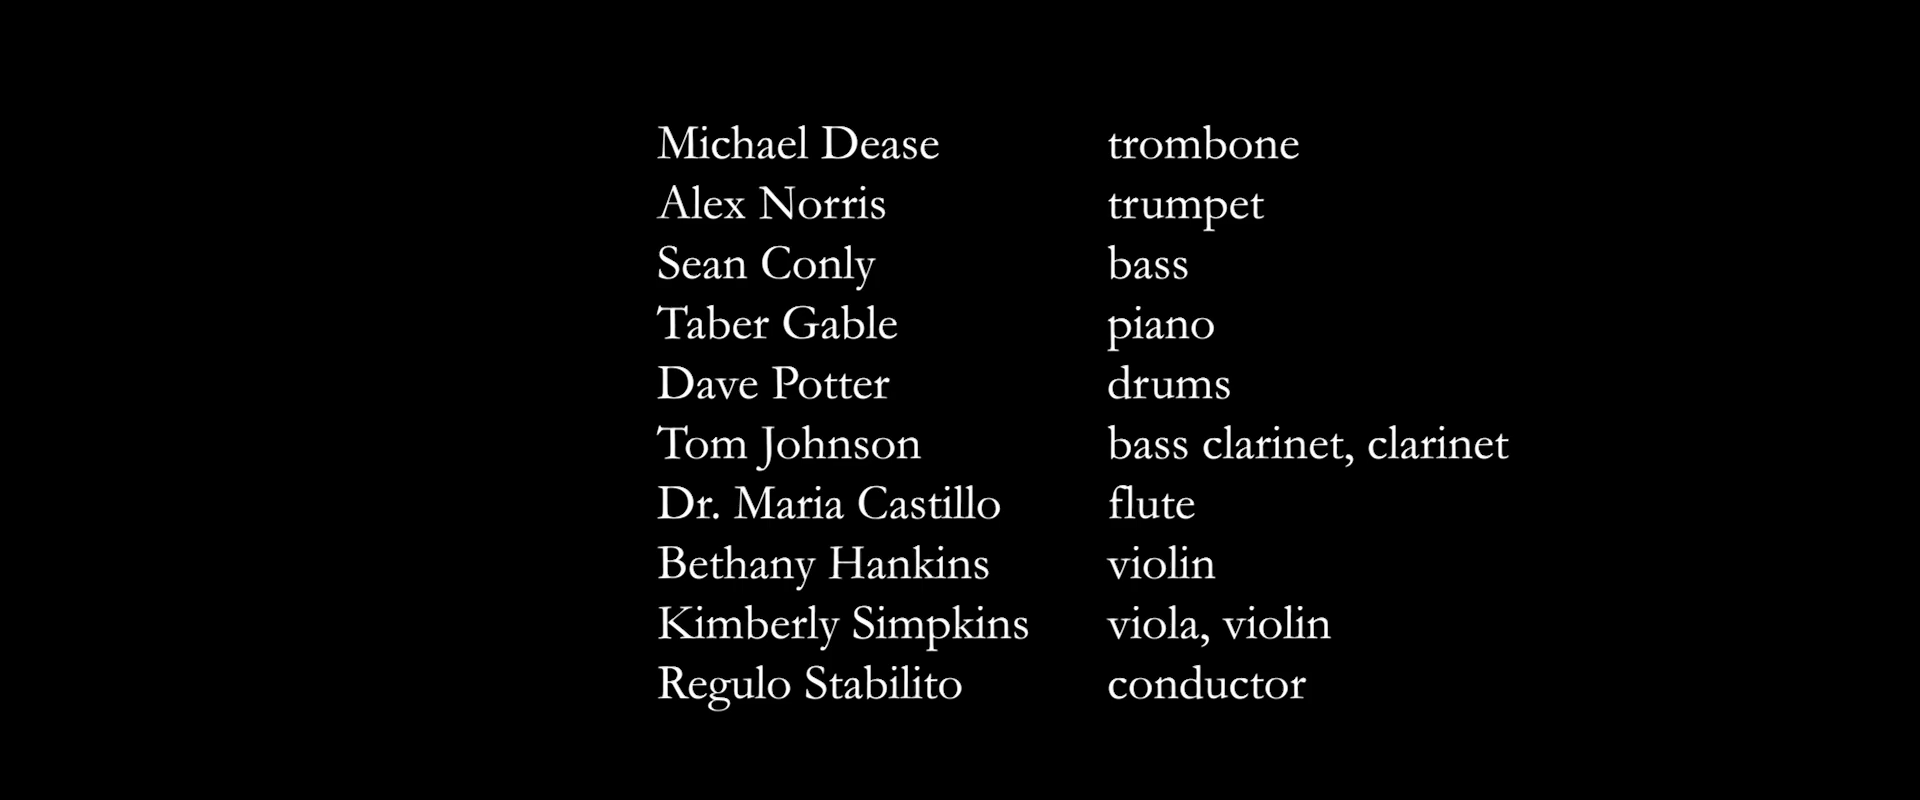 Michael Dease trombone
Alex Norris trumpet
Sean Conly bass
Taber Gable piano
Dave Potter drums
Tom Johnson bass clarinet, clarinet
Dr. Maria Castillo flute
Bethany Hankins violin
Kimberly Simpkins viola, violin
Regulo Stabilito conductor